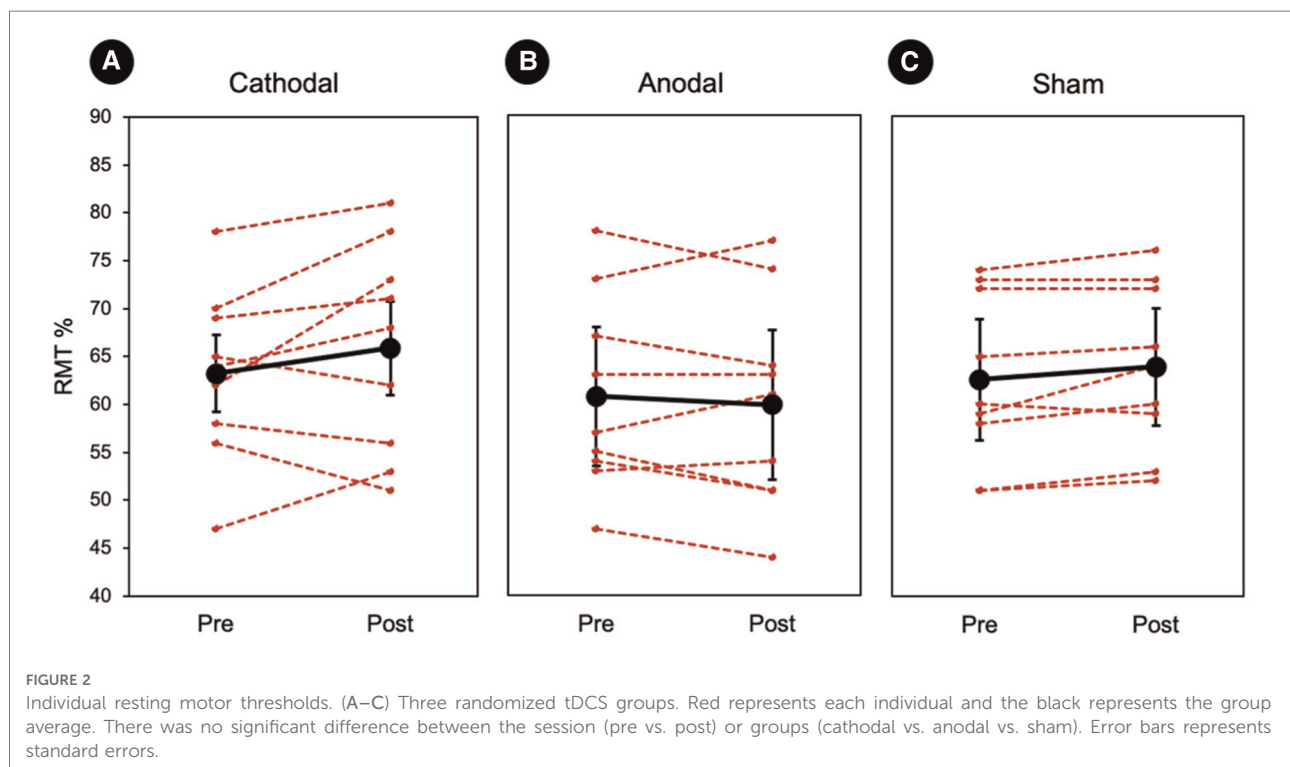 A
Cathodal
B
Anodal
C
Sham
90
85
80
75
70
65
60
55
50
45
40
RMT %
Pre
Post
Pre
Post
Pre
Post
FIGURE 2
Individual resting motor thresholds. (A–C) Three randomized tDCS groups. Red represents each individual and the black represents the group
average. There was no significant difference between the session (pre vs. post) or groups (cathodal vs. anodal vs. sham). Error bars represents
standard errors.